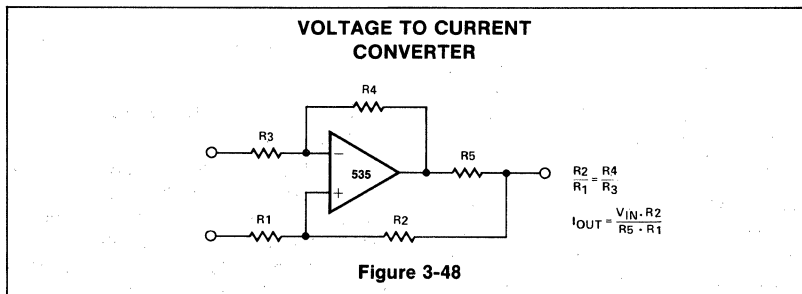 VOLTAGE TO CURRENT
CONVERTER
R4
R3
−
535
+
R5
R1
R2
R2/R1 = R4/R3
IOUT = VIN · R2/R5 · R1
Figure 3-48